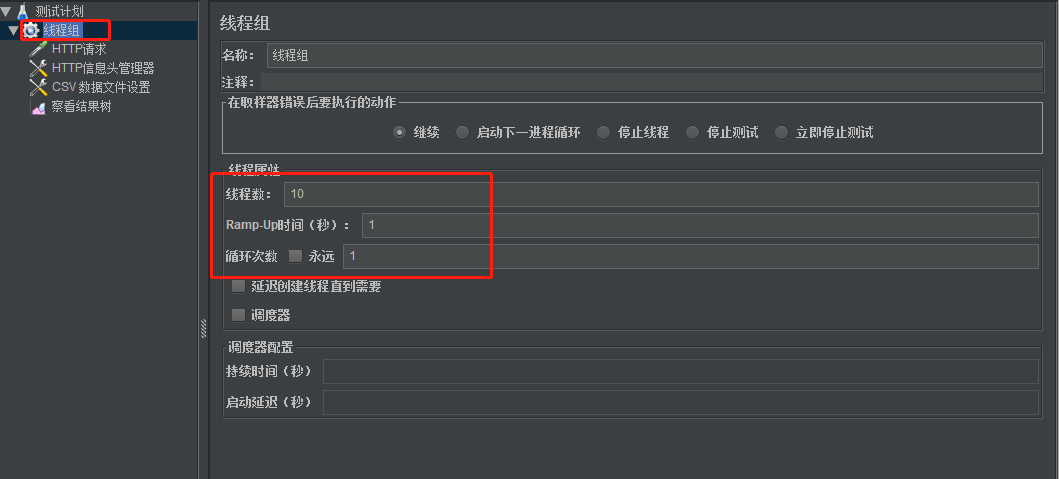 测试计划
线程组
HTTP请求
HTTP信息头管理器
CSV 数据文件设置
察看结果树
线程组
名称： 线程组
注释：
在取样器错误后要执行的动作
继续 启动下一进程循环 停止线程 停止测试 立即停止测试
线程属性
线程数： 10
Ramp-Up时间（秒）： 1
循环次数 永远 1
延迟创建线程直到需要
调度器
调度器配置
持续时间（秒）
启动延迟（秒）